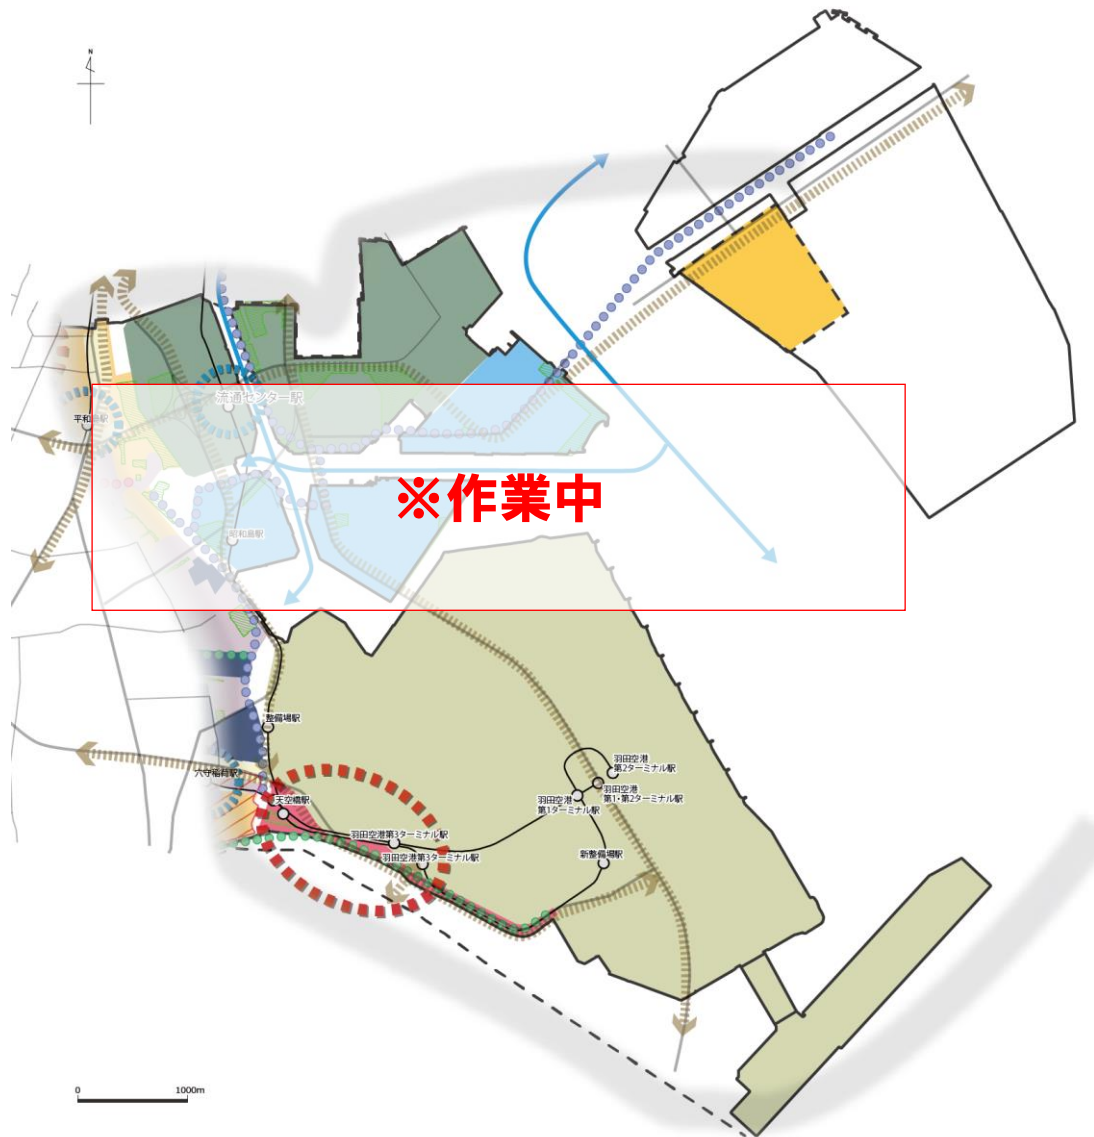 N
流通センター駅
平和島駅
※作業中
昭和島駅
整備場駅
羽田空港
第2ターミナル駅
穴守稲荷駅
羽田空港
第1・第2ターミナル駅
羽田空港
第1ターミナル駅
天空橋駅
羽田空港第3ターミナル駅
羽田空港第3ターミナル駅
新整備場駅
0 1000m